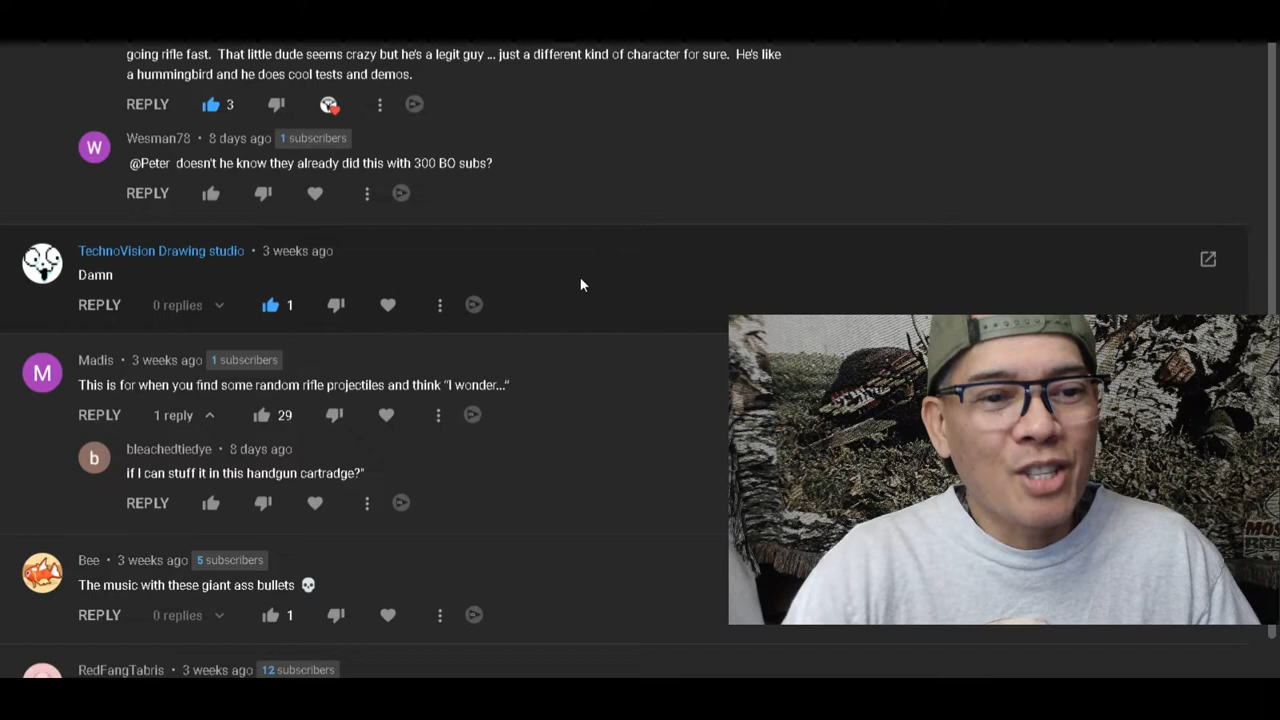 going rifle fast. That little dude seems crazy but he's a legit guy ... just a different kind of character for sure. He's like
a hummingbird and he does cool tests and demos.
REPLY 3
W
Wesman78 • 8 days ago 1 subscribers
@Peter doesn't he know they already did this with 300 BO subs?
REPLY
TechnoVision Drawing studio • 3 weeks ago
Damn
REPLY 0 replies 1
M
Madis • 3 weeks ago 1 subscribers
This is for when you find some random rifle projectiles and think “I wonder...”
REPLY 1 reply 29
b
bleachedtiedye • 8 days ago
if I can stuff it in this handgun cartradge?"
REPLY
Bee • 3 weeks ago 5 subscribers
The music with these giant ass bullets 💀
REPLY 0 replies 1
RedFangTabris • 3 weeks ago 12 subscribers